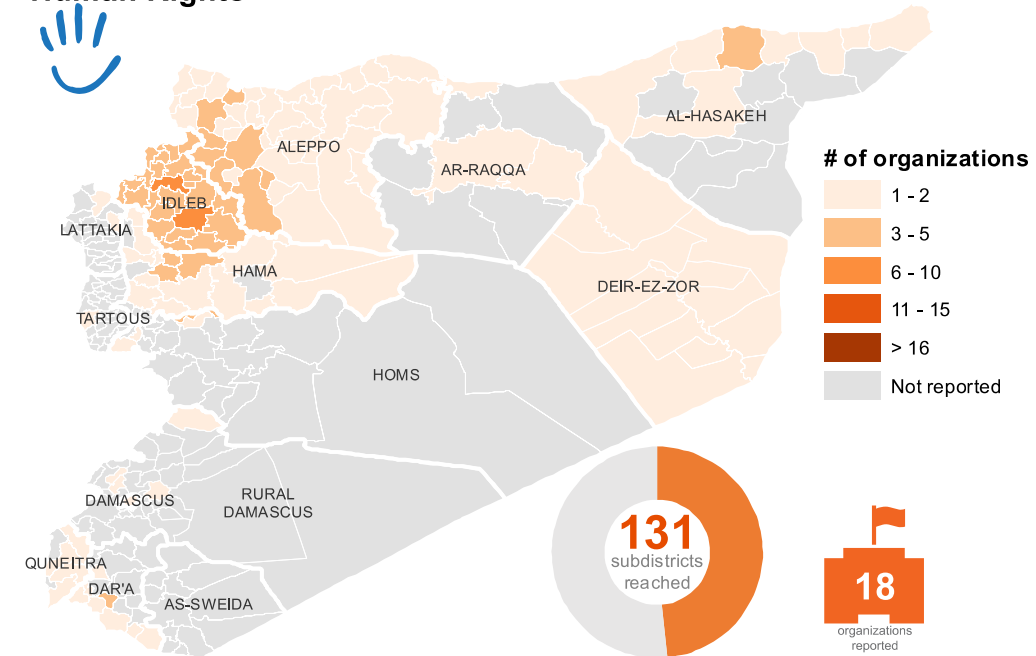 Human Rights
ALEPPO
AL-HASAKEH
AR-RAQQA
IDLEB
LATTAKIA
HAMA
DEIR-EZ-ZOR
TARTOUS
HOMS
DAMASCUS
RURAL
DAMASCUS
QUNEITRA
DAR'A
AS-SWEIDA
# of organizations
1 - 2
3 - 5
6 - 10
11 - 15
> 16
Not reported
131
subdistricts
reached
18
organizations
reported